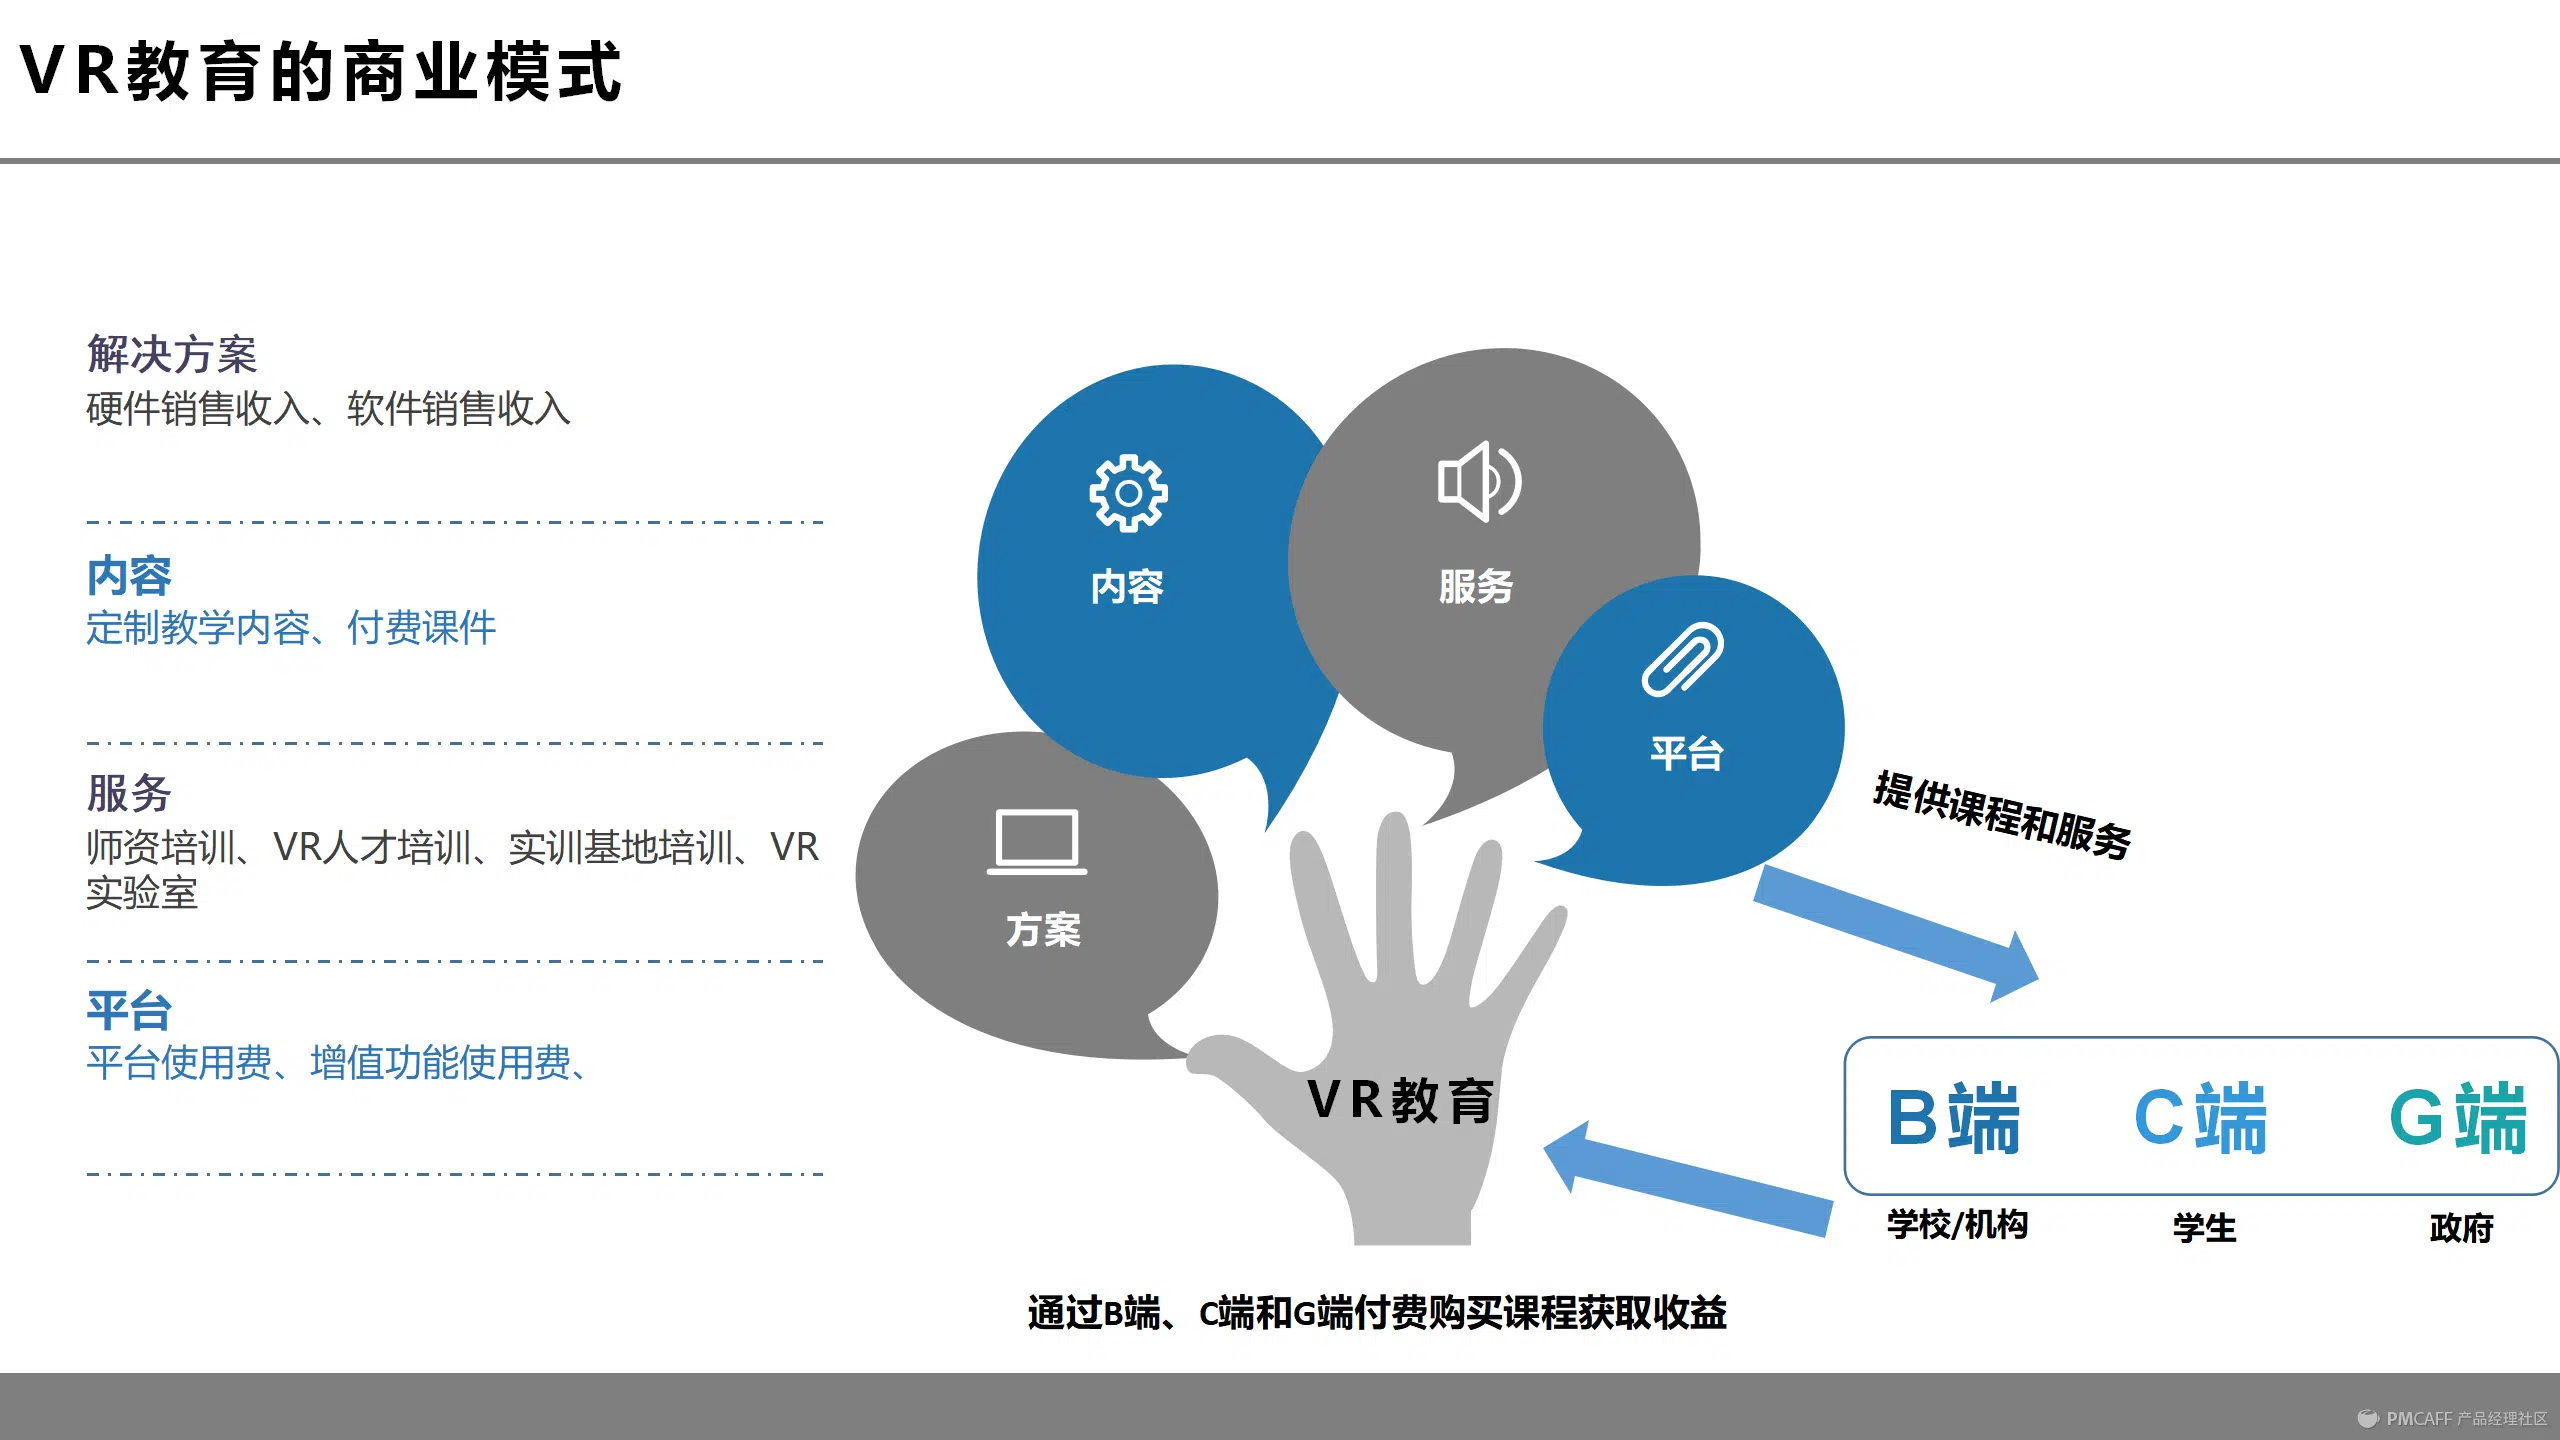 VR教育的商业模式
解决方案
硬件销售收入、软件销售收入
内容
定制教学内容、付费课件
服务
师资培训、VR人才培训、实训基地培训、VR
实验室
平台
平台使用费、增值功能使用费、
内容
服务
平台
方案
提供课程和服务
VR教育
B端
C端
G端
学校/机构
学生
政府
通过B端、C端和G端付费购买课程获取收益
PMCAFF 产品经理社区